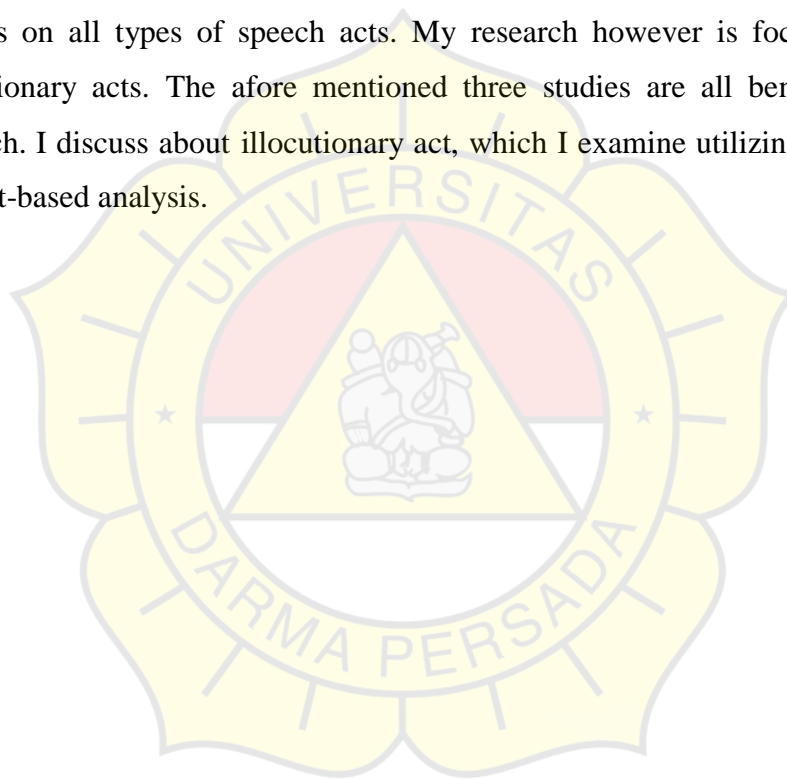 s on all types of speech acts. My research however is foc
ionary acts. The afore mentioned three studies are all
ch. I discuss about illocutionary act, which I examine utilizin
t-based analysis.
UNIVERSITAS
DARMA PERSADA